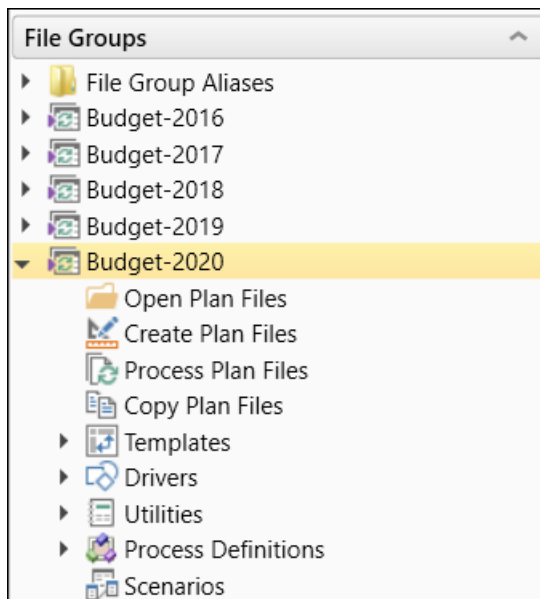 File Groups
File Group Aliases
Budget-2016
Budget-2017
Budget-2018
Budget-2019
Budget-2020
Open Plan Files
Create Plan Files
Process Plan Files
Copy Plan Files
Templates
Drivers
Utilities
Process Definitions
Scenarios